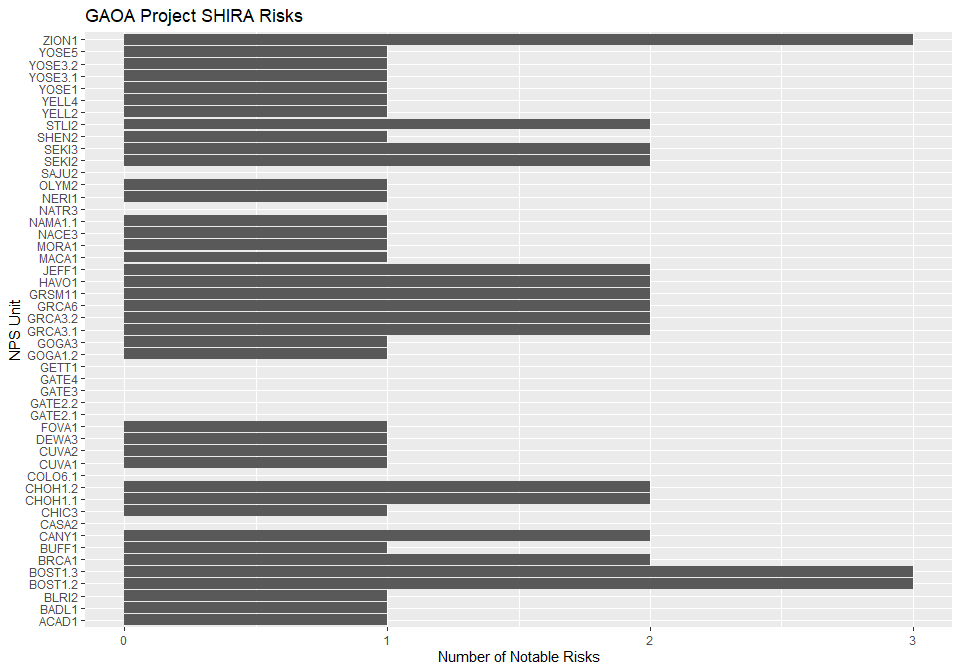 GAOA Project SHIRA Risks
ZION1
YOSE5
YOSE3.2
YOSE3.1
YOSE1
YELL4
YELL2
STLI2
SHEN2
SEKI3
SEKI2
SAJU2
OLYM2
NERI1
NATR3
NAMA1.1
NACE3
MORA1
MACA1
JEFF1
HAVO1
GRSM11
GRCA6
GRCA3.2
GRCA3.1
GOGA3
GOGA1.2
GETT1
GATE4
GATE3
GATE2.2
GATE2.1
FOVA1
DEWA3
CUVA2
CUVA1
COLO6.1
CHOH1.2
CHOH1.1
CHIC3
CASA2
CANY1
BUFF1
BRCA1
BOST1.3
BOST1.2
BLRI2
BADL1
ACAD1
NPS Unit
0 1 2 3
Number of Notable Risks